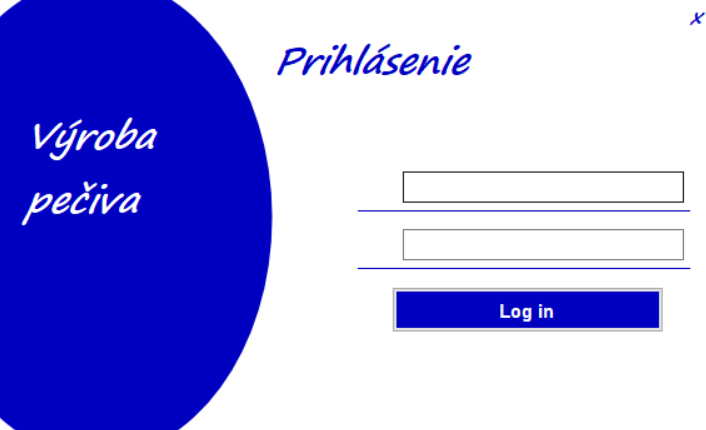 x
Prihlásenie
Výroba
pečiva
Log in